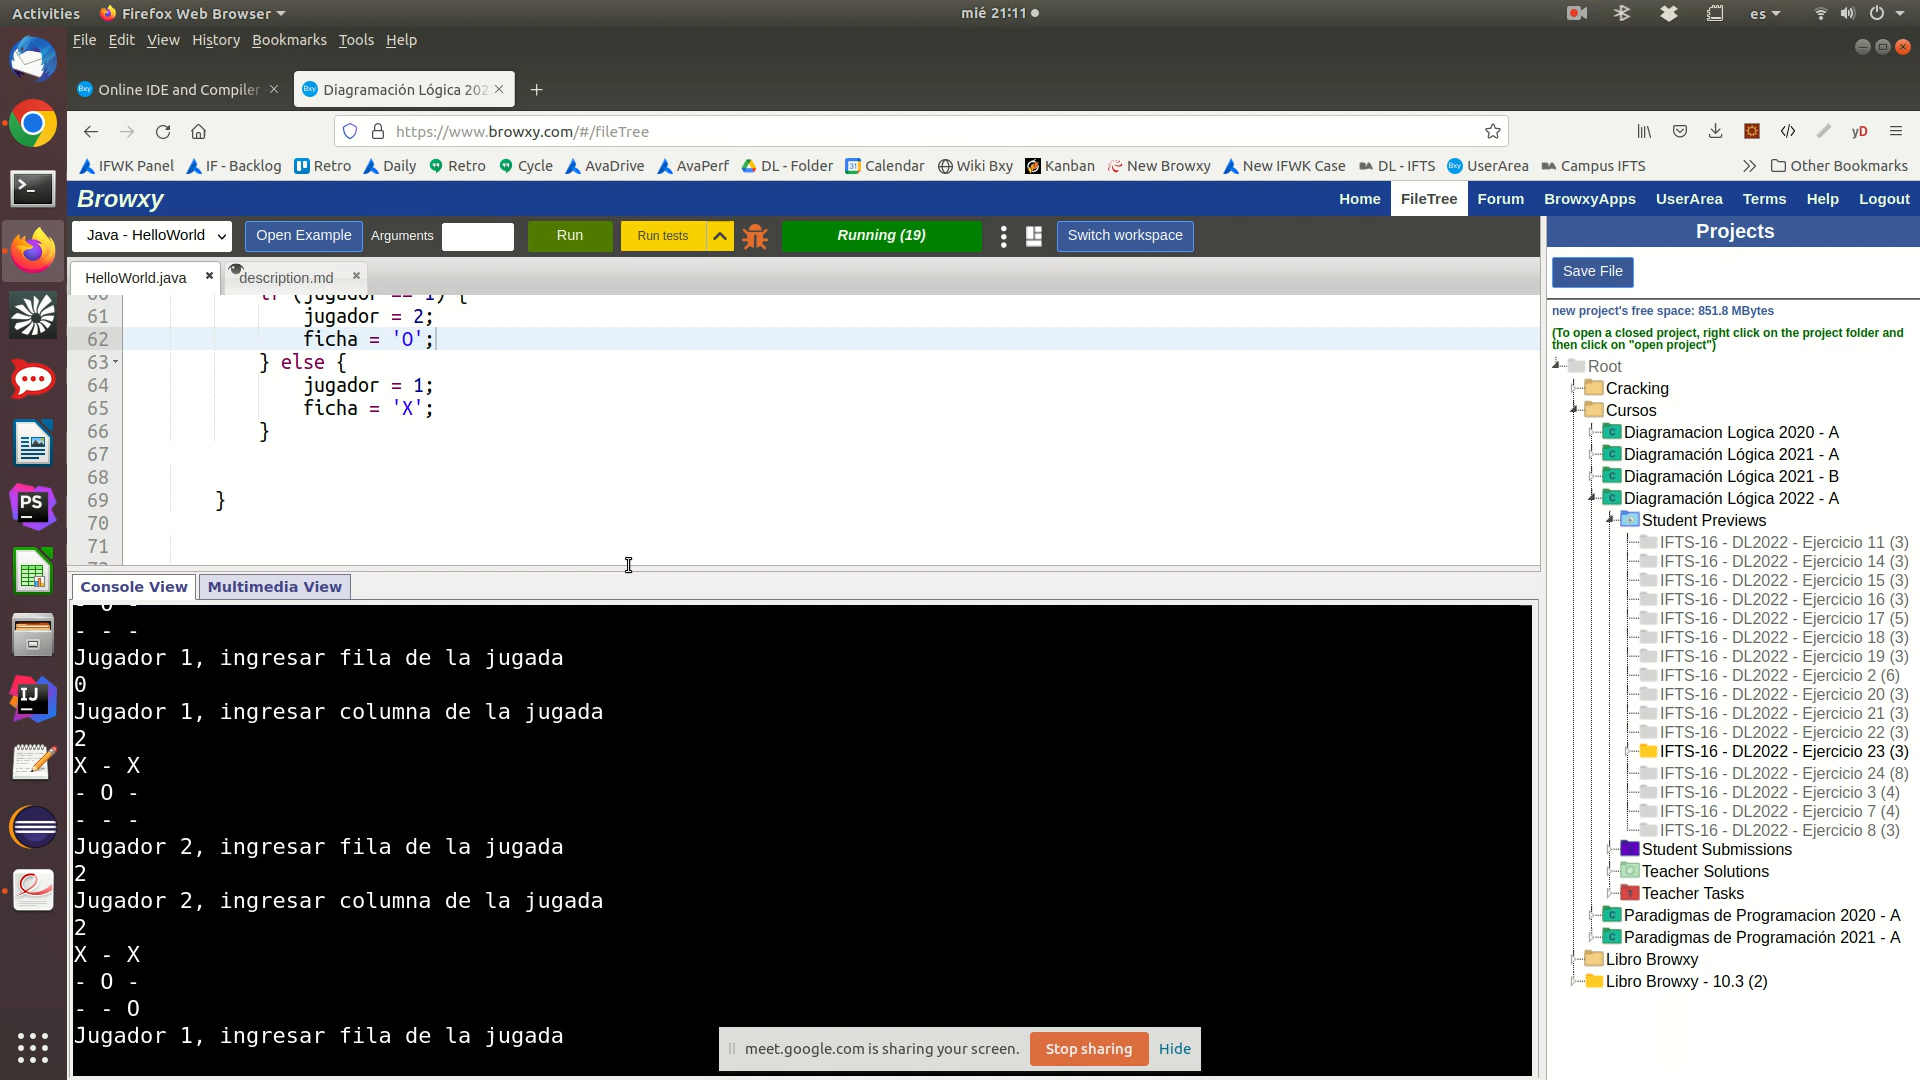 Activities Firefox Web Browser mié 21:11 es
File Edit View History Bookmarks Tools Help
Online IDE and Compiler Diagramación Lógica 202
https://www.browxy.com/#/fileTree yD
IFWK Panel IF - Backlog Retro Daily Retro Cycle AvaDrive AvaPerf DL - Folder Calendar Wiki Bxy Kanban New Browxy New IFWK Case DL - IFTS UserArea Campus IFTS Other Bookmarks
Browxy Home FileTree Forum BrowxyApps UserArea Terms Help Logout
Java - HelloWorld Open Example Arguments Run Run tests Running (19) Switch workspace
Projects
HelloWorld.java description.md
Save File
new project's free space: 851.8 MBytes
(To open a closed project, right click on the project folder and
then click on "open project")
61 jugador = 2;
62 ficha = 'O';
63 } else {
64 jugador = 1;
65 ficha = 'X';
66 }
67
68
69 }
70
71
Console View Multimedia View
- - -
Jugador 1, ingresar fila de la jugada
0
Jugador 1, ingresar columna de la jugada
2
X - X
- O -
- - -
Jugador 2, ingresar fila de la jugada
2
Jugador 2, ingresar columna de la jugada
2
X - X
- O -
- - O
Jugador 1, ingresar fila de la jugada
Root
Cracking
Cursos
Diagramacion Logica 2020 - A
Diagramación Lógica 2021 - A
Diagramación Lógica 2021 - B
Diagramación Lógica 2022 - A
Student Previews
IFTS-16 - DL2022 - Ejercicio 11 (3)
IFTS-16 - DL2022 - Ejercicio 14 (3)
IFTS-16 - DL2022 - Ejercicio 15 (3)
IFTS-16 - DL2022 - Ejercicio 16 (3)
IFTS-16 - DL2022 - Ejercicio 17 (5)
IFTS-16 - DL2022 - Ejercicio 18 (3)
IFTS-16 - DL2022 - Ejercicio 19 (3)
IFTS-16 - DL2022 - Ejercicio 2 (6)
IFTS-16 - DL2022 - Ejercicio 20 (3)
IFTS-16 - DL2022 - Ejercicio 21 (3)
IFTS-16 - DL2022 - Ejercicio 22 (3)
IFTS-16 - DL2022 - Ejercicio 23 (3)
IFTS-16 - DL2022 - Ejercicio 24 (8)
IFTS-16 - DL2022 - Ejercicio 3 (4)
IFTS-16 - DL2022 - Ejercicio 7 (4)
IFTS-16 - DL2022 - Ejercicio 8 (3)
Student Submissions
Teacher Solutions
Teacher Tasks
Paradigmas de Programacion 2020 - A
Paradigmas de Programación 2021 - A
Libro Browxy
Libro Browxy - 10.3 (2)
meet.google.com is sharing your screen. Stop sharing Hide